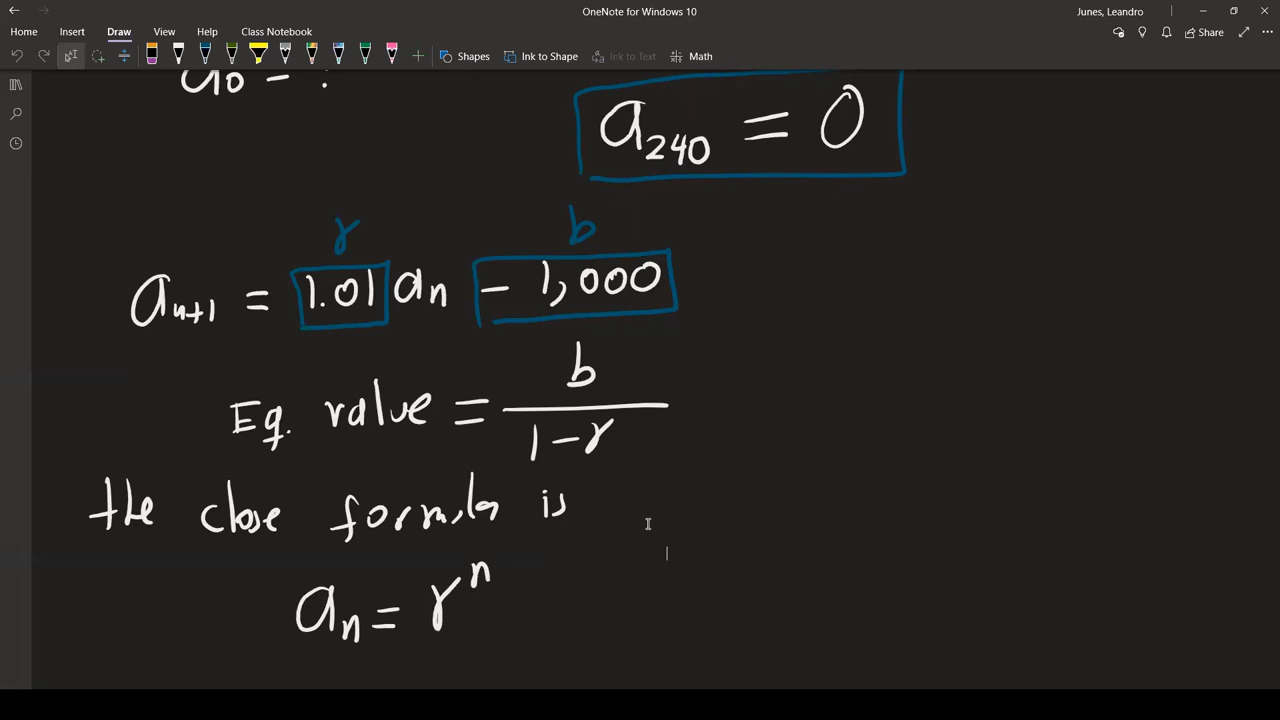 OneNote for Windows 10
Junes, Leandro
Home Insert Draw View Help Class Notebook
Share
Shapes Ink to Shape Ink to Text Math
a₀ = ?
a₂₄₀ = 0
r b
aₙ₊₁ = 1.01 aₙ - 1,000
Eq. value = b / (1 - r)
the close formula is
aₙ = rⁿ